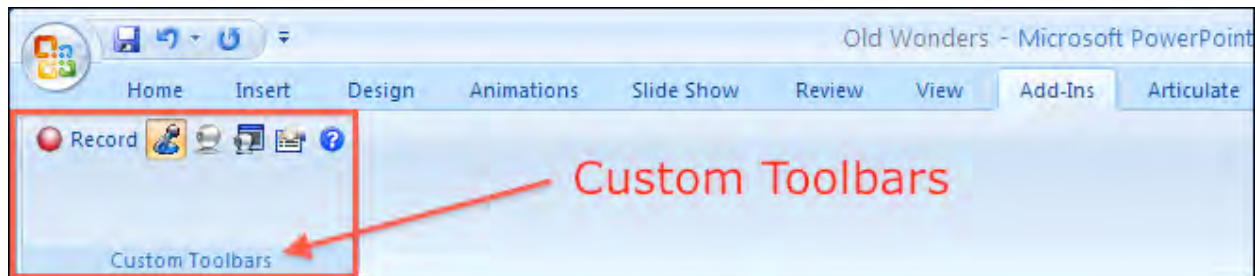 Old Wonders - Microsoft PowerPoint
Home Insert Design Animations Slide Show Review View Add-Ins Articulate
Record
Custom Toolbars
Custom Toolbars